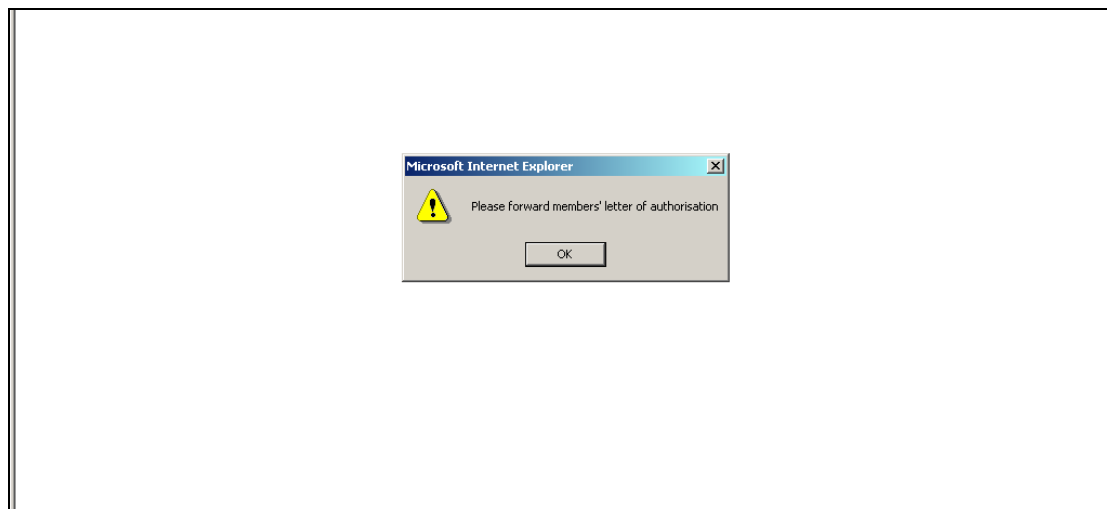 Microsoft Internet Explorer
Please forward members' letter of authorisation
OK